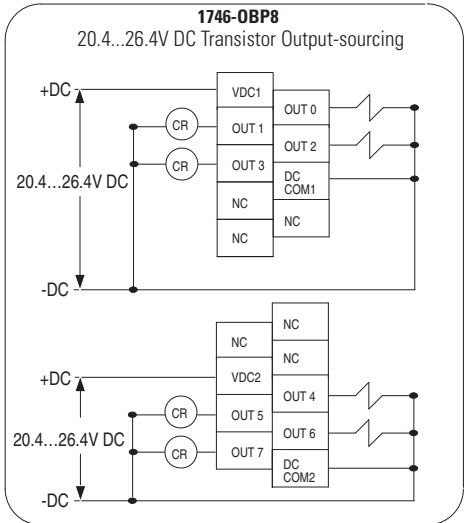 1746-OBP8
20.4...26.4V DC Transistor Output-sourcing
+DC
VDC1
OUT 0
CR
OUT 1
OUT 2
CR
OUT 3
20.4...26.4V DC
DC
COM1
NC
NC
NC
-DC
NC
NC
NC
+DC
VDC2
OUT 4
CR
OUT 5
OUT 6
20.4...26.4V DC
CR
OUT 7
DC
COM2
-DC